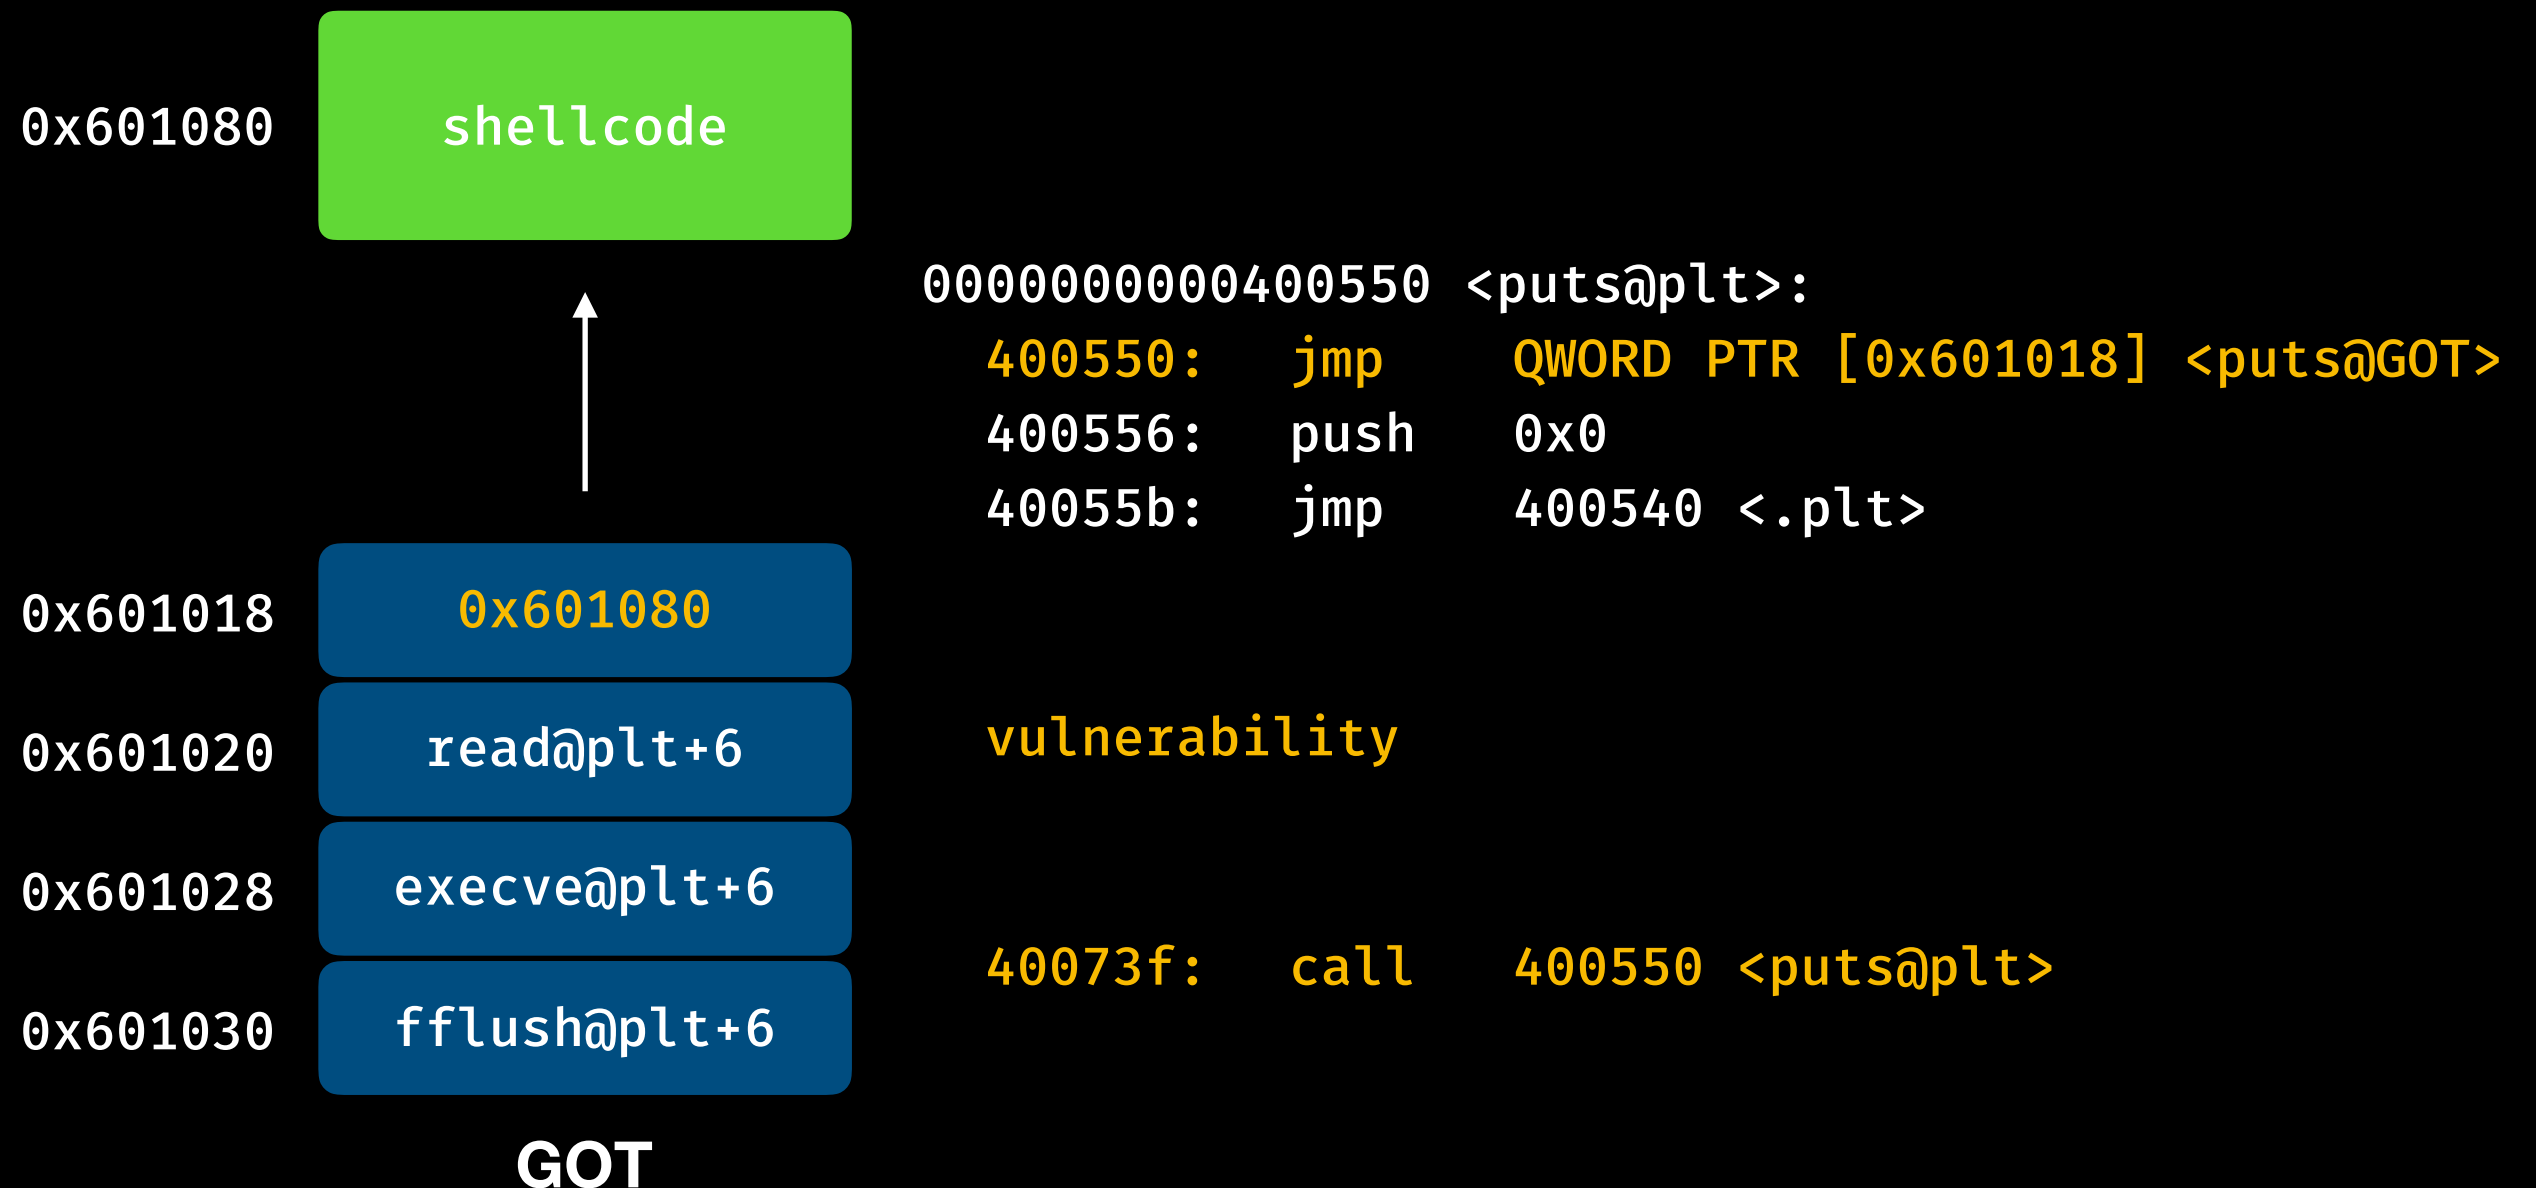 0x601080
shellcode
0000000000400550 <puts@plt>:
400550: jmp QWORD PTR [0x601018] <puts@GOT>
400556: push 0x0
40055b: jmp 400540 <.plt>
0x601018
0x601080
0x601020
read@plt+6
vulnerability
0x601028
execve@plt+6
40073f: call 400550 <puts@plt>
0x601030
fflush@plt+6
GOT